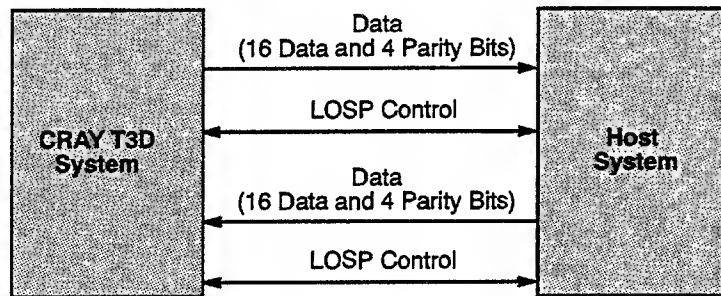 Data
(16 Data and 4 Parity Bits)
LOSP Control
CRAY T3D
System
Host
System
Data
(16 Data and 4 Parity Bits)
LOSP Control